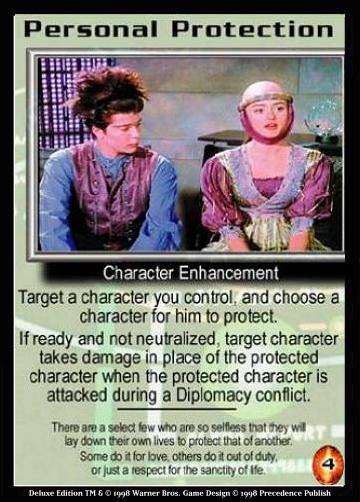 Personal Protection
Character Enhancement
Target a character you control, and choose a
character for him to protect.
If ready and not neutralized, target character
takes damage in place of the protected
character when the protected character is
attacked during a Diplomacy conflict.
There are a select few who are so selfless that they will
lay down their own lives to protect that of another.
Some do it for love, others do it out of duty,
or just a respect for the sanctity of life.
4
Deluxe Edition TM & © 1998 Warner Bros. Game Design © 1998 Precedence Publish